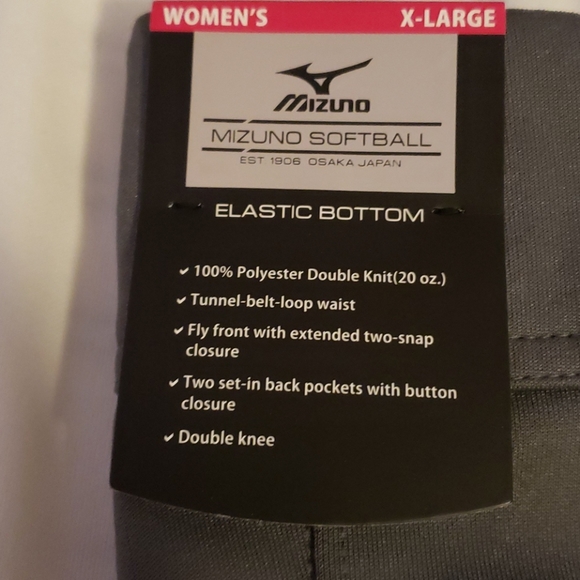 WOMEN'S X-LARGE
MIZUNO
MIZUNO SOFTBALL
EST 1906 OSAKA JAPAN
ELASTIC BOTTOM
✔ 100% Polyester Double Knit(20 oz.)
✔ Tunnel-belt-loop waist
✔ Fly front with extended two-snap
closure
✔ Two set-in back pockets with button
closure
✔ Double knee